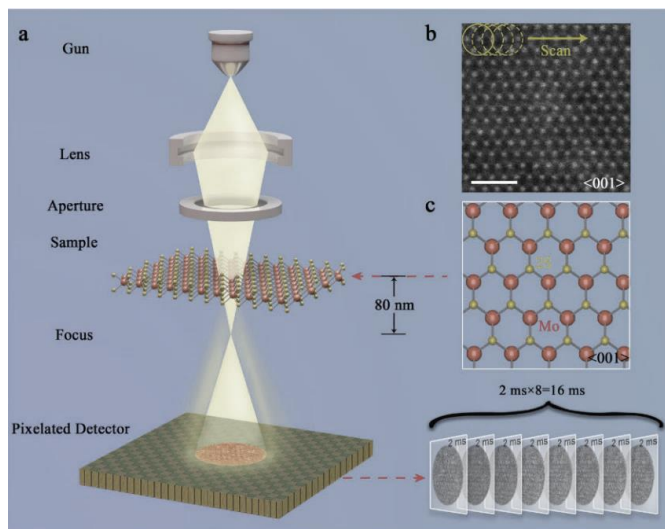 a
Gun
Lens
Aperture
Sample
Focus
Pixelated Detector
80 nm
b
Scan
<001>
c
S
Mo
<001>
2 ms×8=16 ms
2 ms
2 ms
2 ms
2 ms
2 ms
2 ms
2 ms
2 ms